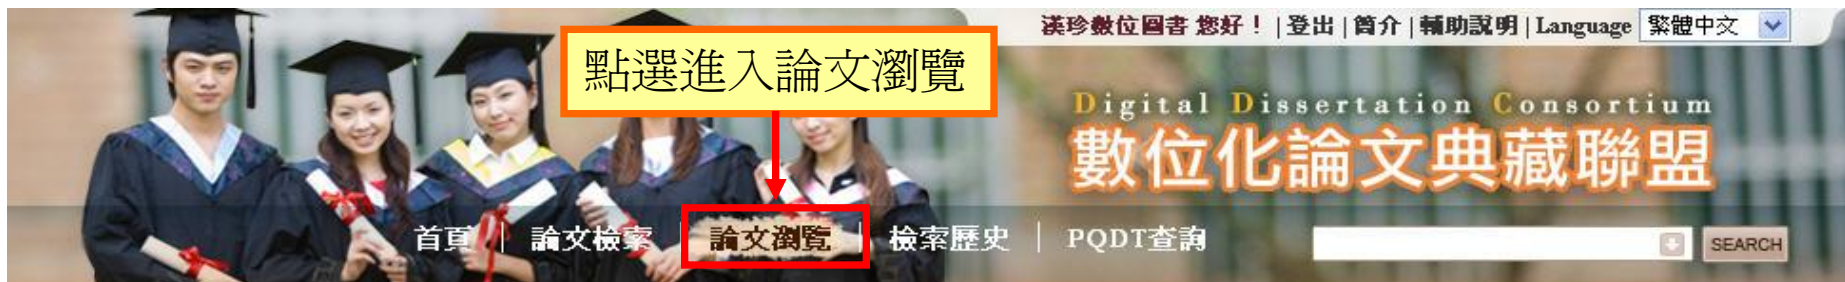 漢珍數位圖書 您好！ | 登出 | 簡介 | 輔助說明 | Language 繁體中文
點選進入論文瀏覽
Digital Dissertation Consortium
數位化論文典藏聯盟
首頁 | 論文檢索 | 論文瀏覽 | 檢索歷史 | PQDT查詢 SEARCH